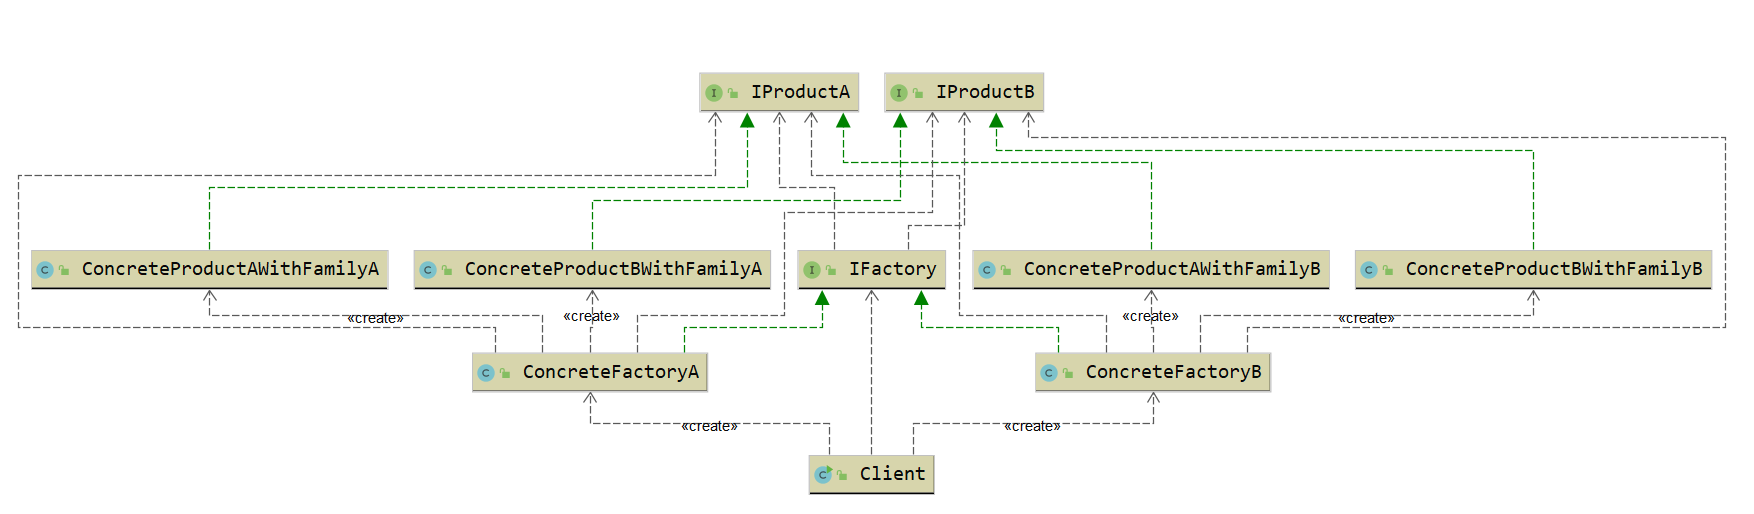 IProductA
IProductB
ConcreteProductAWithFamilyA
ConcreteProductBWithFamilyA
IFactory
ConcreteProductAWithFamilyB
ConcreteProductBWithFamilyB
«create»
«create»
«create»
«create»
ConcreteFactoryA
ConcreteFactoryB
«create»
«create»
Client